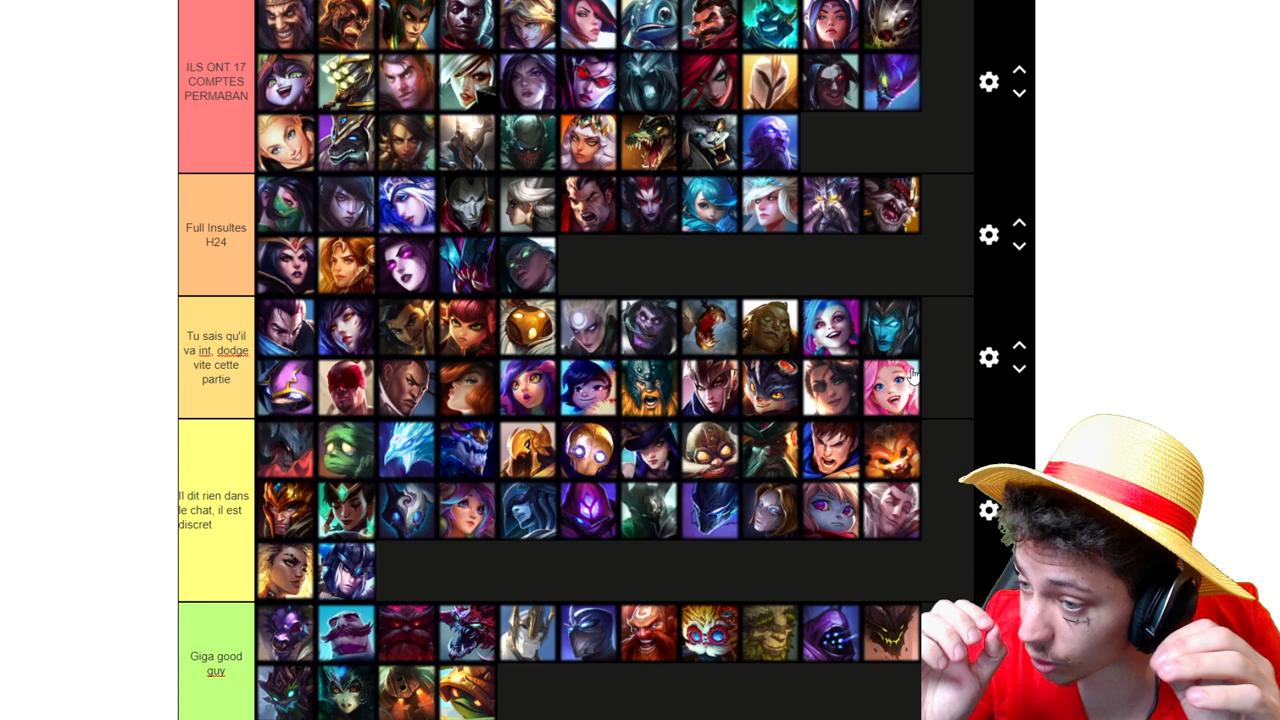 ILS ONT 17
COMPTES
PERMABAN
Full Insultes
H24
Tu sais qu'il
va int, dodge
vite cette
partie
Il dit rien dans
le chat, il est
discret
Giga good
guy